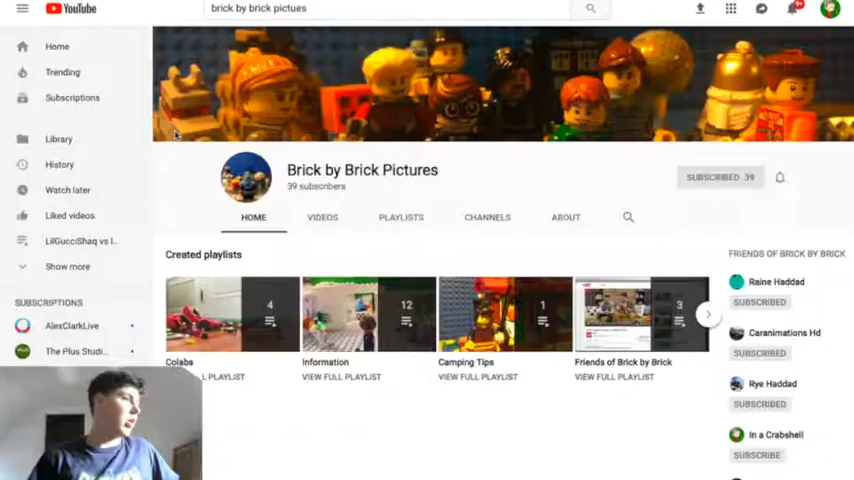 YouTube
brick by brick pictues
9+
Home
Trending
Subscriptions
Library
History
Watch later
Liked videos
LilGucciShaq vs l...
Show more
SUBSCRIPTIONS
AlexClarkLive
The Plus Studi...
Brick by Brick Pictures
39 subscribers
SUBSCRIBED 39
HOME
VIDEOS
PLAYLISTS
CHANNELS
ABOUT
Created playlists
4
12
1
3
Colabs
Information
Camping Tips
Friends of Brick by Brick
L PLAYLIST
VIEW FULL PLAYLIST
VIEW FULL PLAYLIST
VIEW FULL PLAYLIST
FRIENDS OF BRICK BY BRICK
Raine Haddad
SUBSCRIBED
Caranimations Hd
SUBSCRIBED
Rye Haddad
SUBSCRIBED
In a Crabshell
SUBSCRIBE